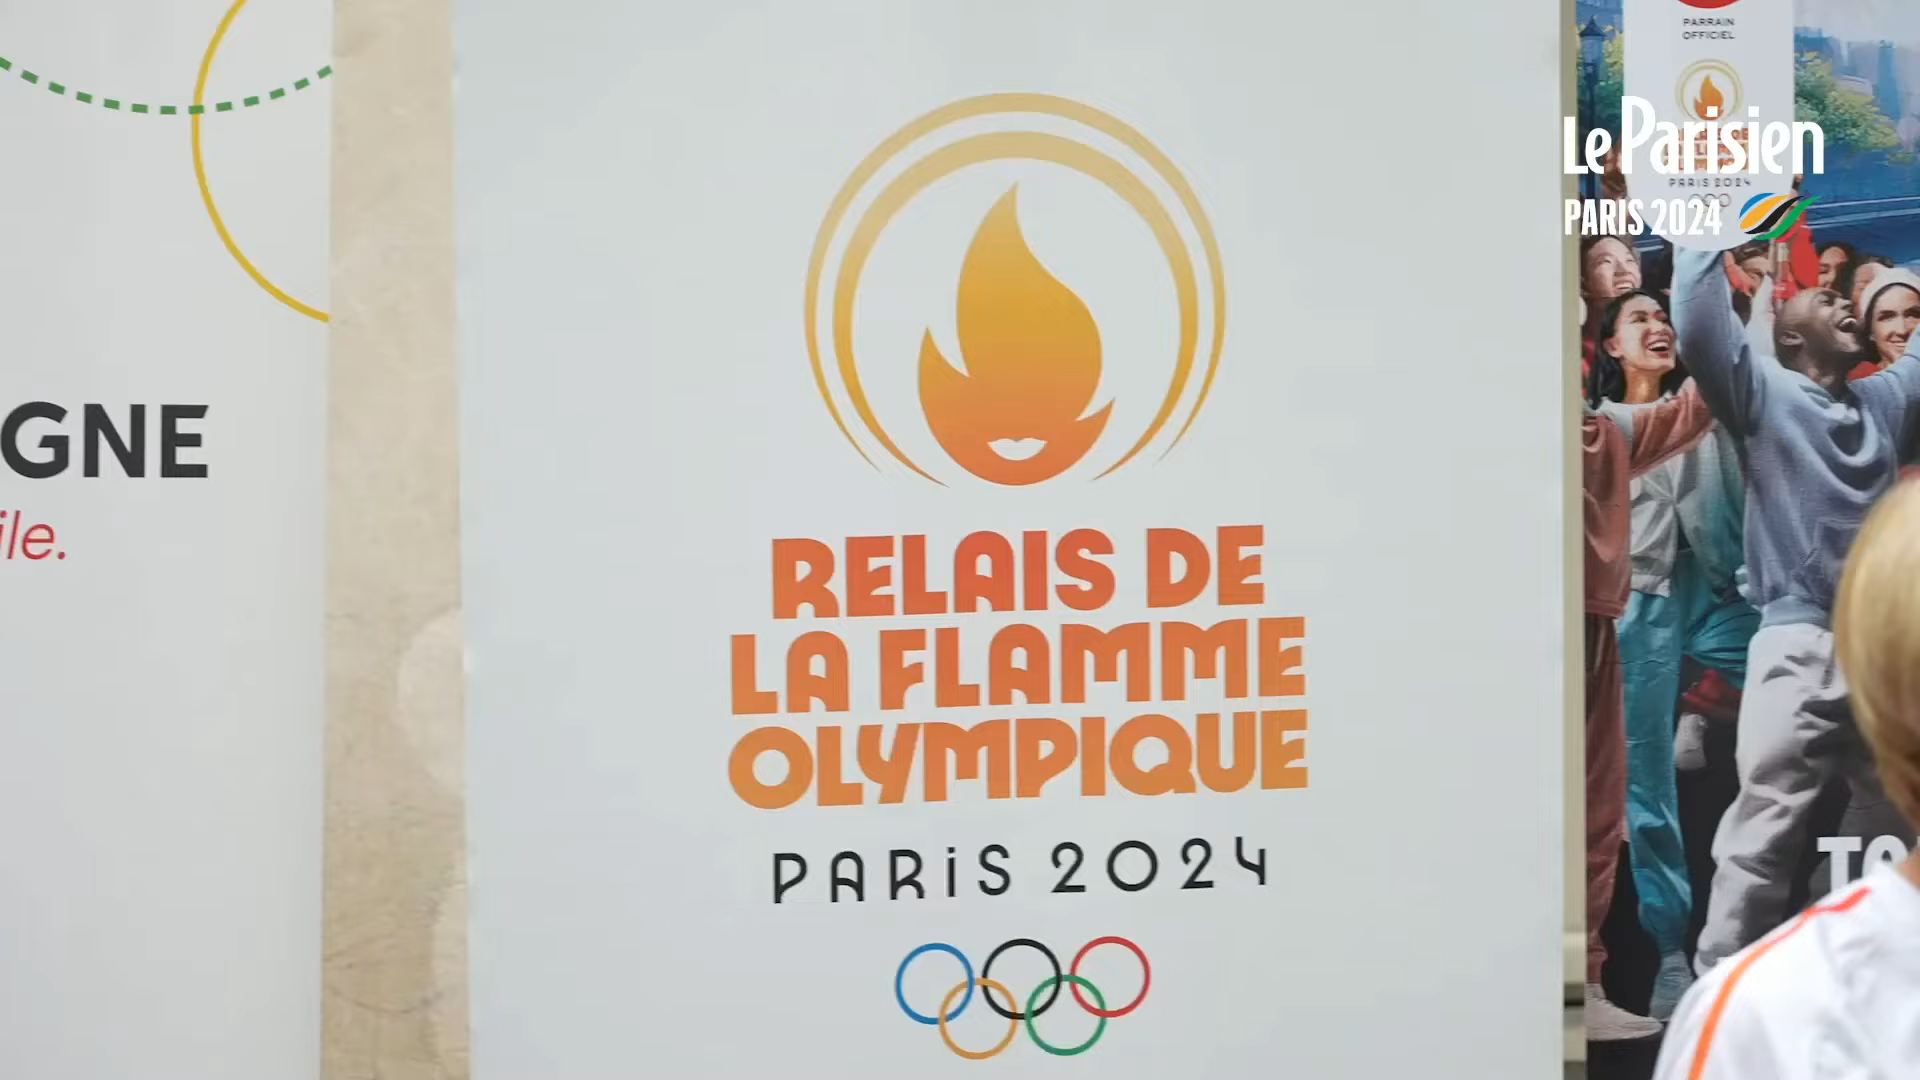 GNE
ile.
RELAIS DE
LA FLAMME
OLYMPIQUE
PARiS 2024
PARRAIN
OFFICIEL
Le Parisien
PARIS 2024
PARIS 2024